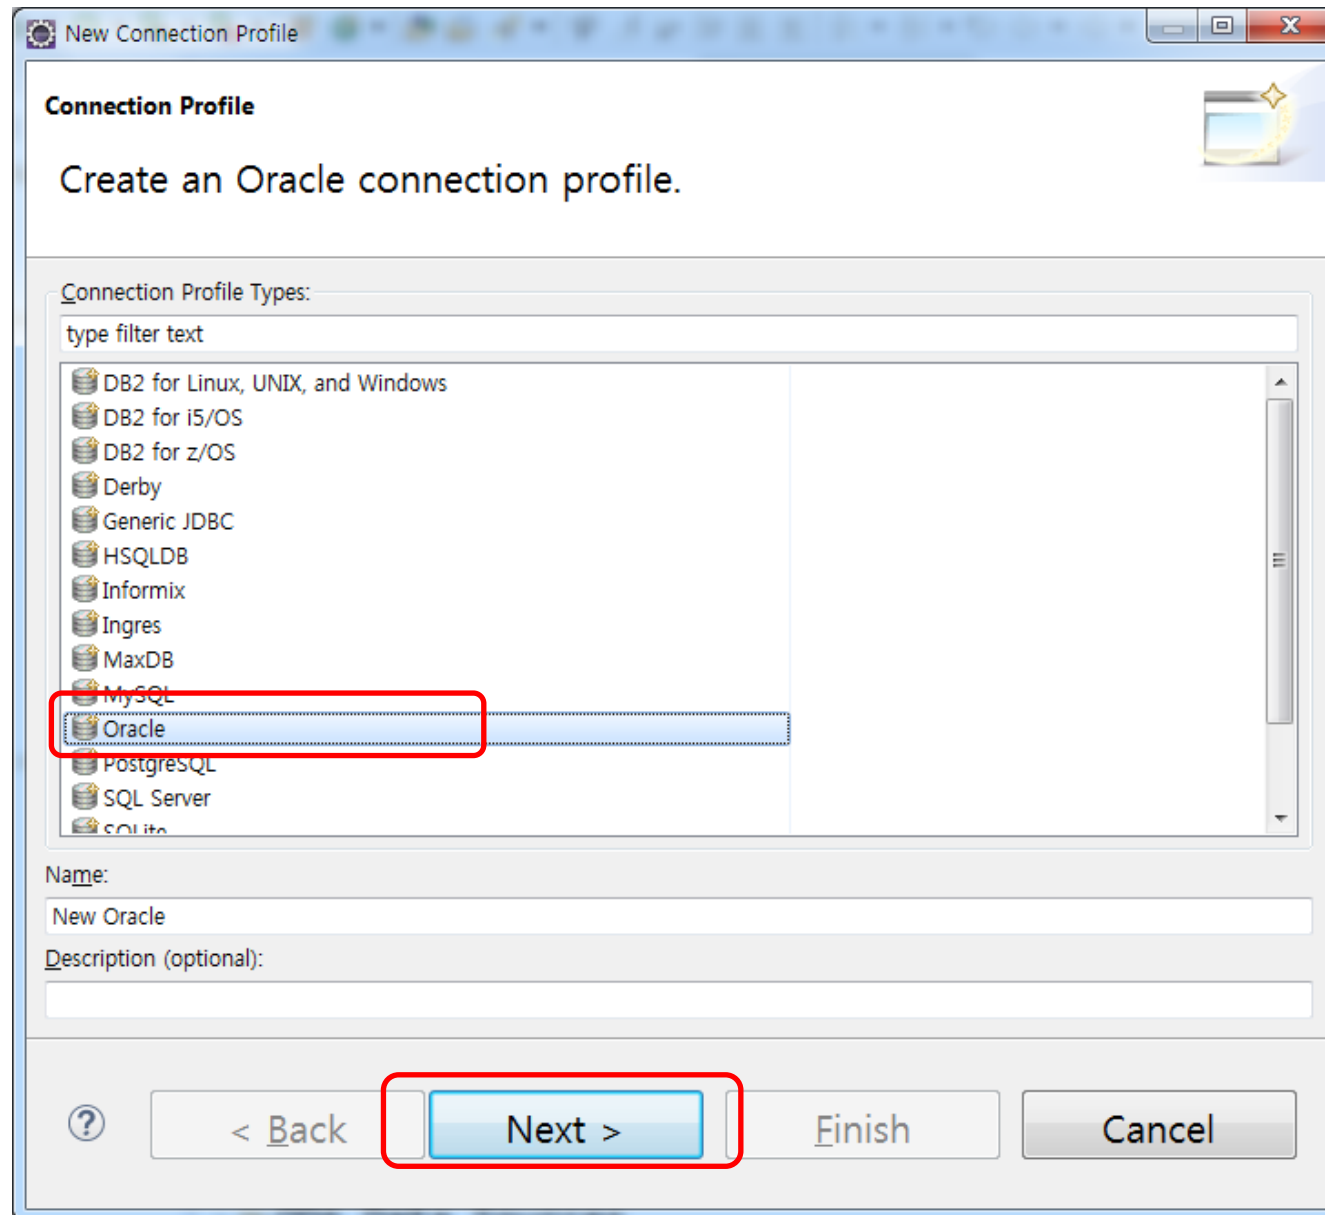 New Connection Profile
Connection Profile
Create an Oracle connection profile.
Connection Profile Types:
type filter text
DB2 for Linux, UNIX, and Windows
DB2 for i5/OS
DB2 for z/OS
Derby
Generic JDBC
HSQLDB
Informix
Ingres
MaxDB
MySQL
Oracle
PostgreSQL
SQL Server
SQLite
Name:
New Oracle
Description (optional):
< Back
Next >
Finish
Cancel